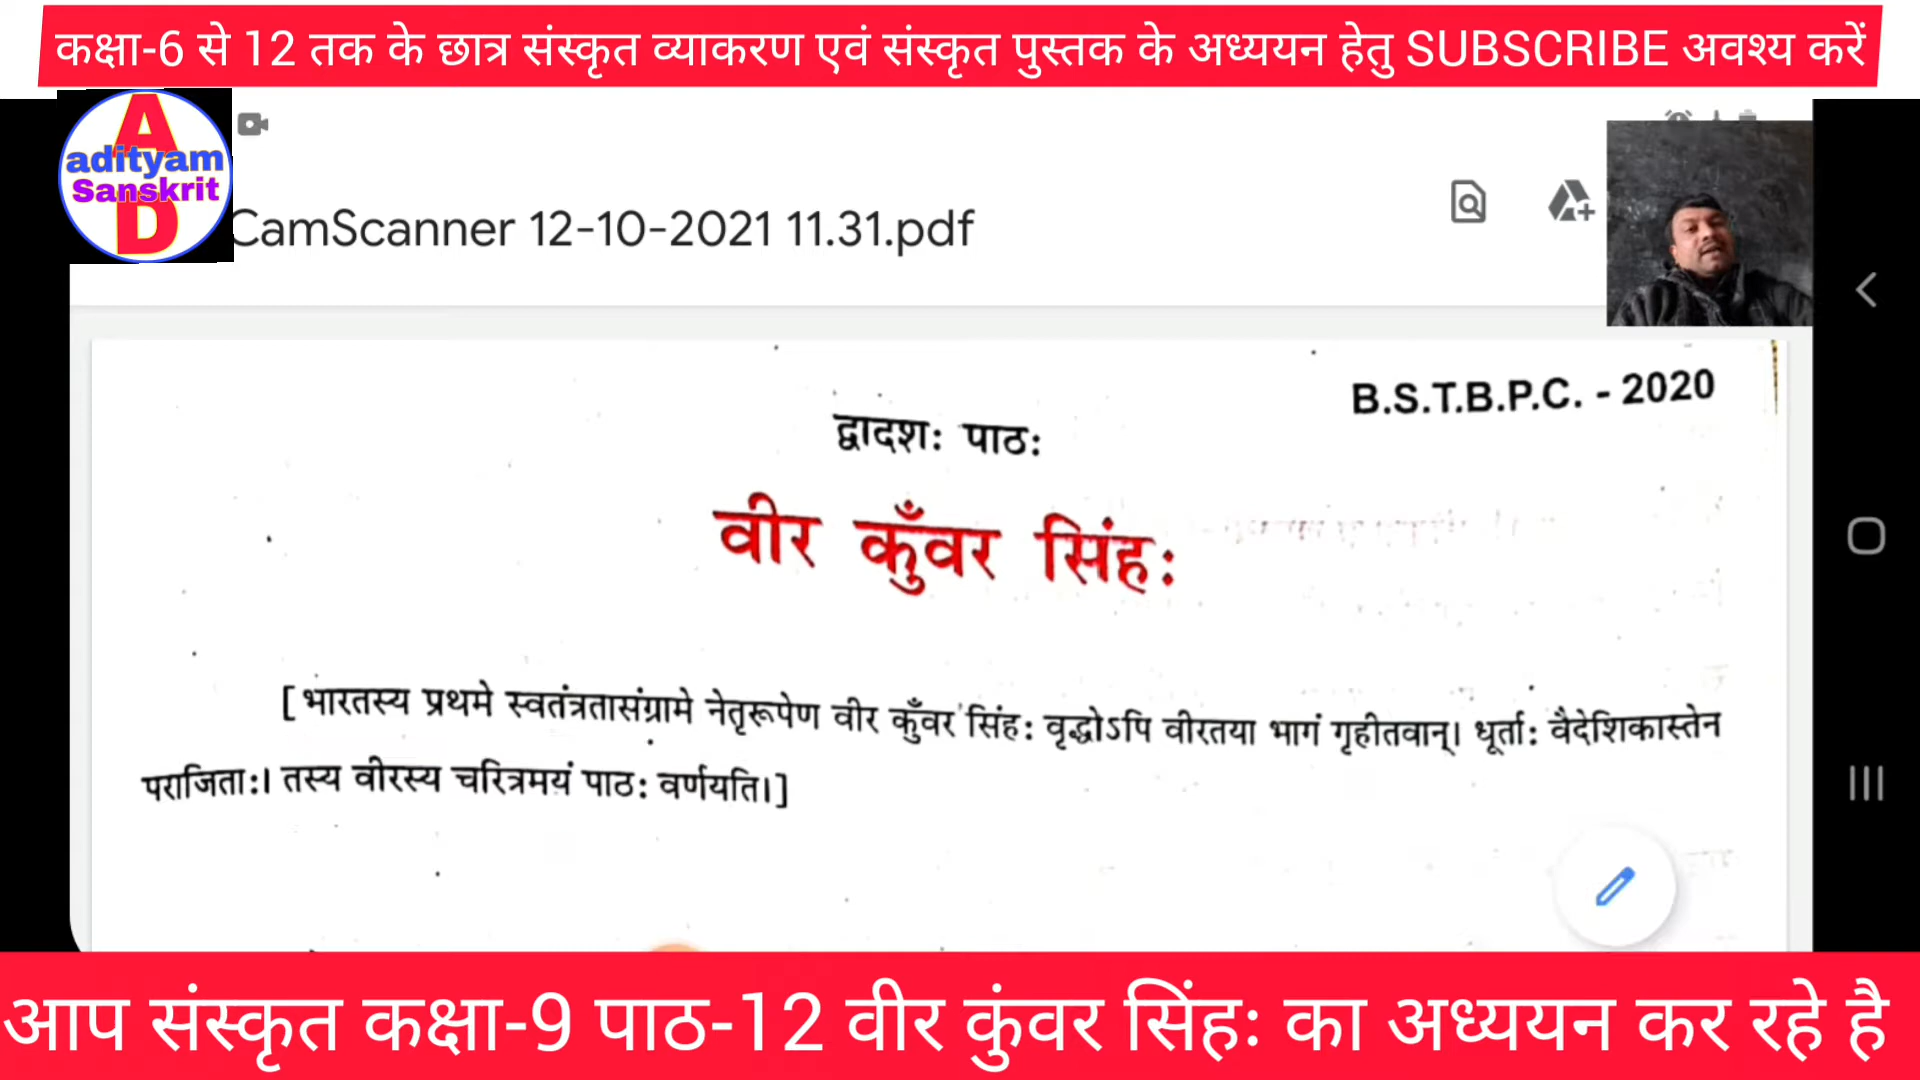 कक्षा-6 से 12 तक के छात्र संस्कृत व्याकरण एवं संस्कृत पुस्तक के अध्ययन हेतु SUBSCRIBE अवश्य करें
A
adityam
Sanskrit
D
CamScanner 12-10-2021 11.31.pdf
B.S.T.B.P.C. - 2020
द्वादशः पाठः
वीर कुँवर सिंहः
[भारतस्य प्रथमे स्वतंत्रतासंग्रामे नेतृरूपेण वीर कुँवर सिंहः वृद्धोऽपि वीरतया भागं गृहीतवान्। धूर्ताः वैदेशिकास्तेन
पराजिताः। तस्य वीरस्य चरित्रमयं पाठः वर्णयति।]
आप संस्कृत कक्षा-9 पाठ-12 वीर कुंवर सिंहः का अध्ययन कर रहे है